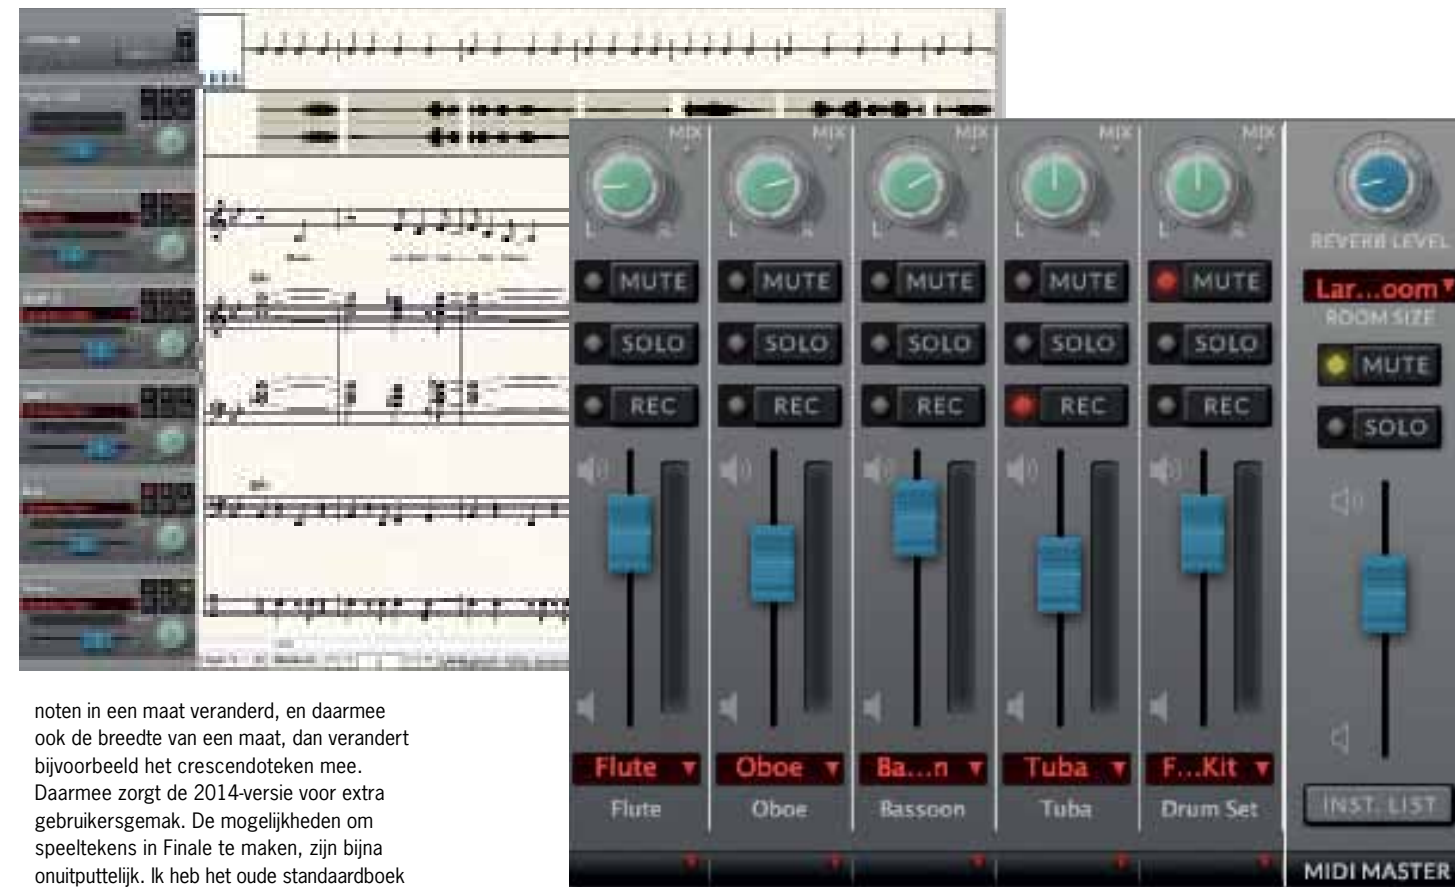 MIX MIX MIX MIX MIX
L R L R L R L R L R
REVERB LEVEL
MUTE MUTE MUTE MUTE MUTE
Lar...oom
ROOM SIZE
SOLO SOLO SOLO SOLO SOLO
MUTE
REC REC REC REC REC
SOLO
Flute Oboe Ba...n Tuba F...Kit
Flute Oboe Bassoon Tuba Drum Set
INST. LIST
MIDI MASTER
noten in een maat veranderd, en daarmee
ook de breedte van een maat, dan verandert
bijvoorbeeld het crescendoteken mee.
Daarmee zorgt de 2014-versie voor extra
gebruikersgemak. De mogelijkheden om
speeltekens in Finale te maken, zijn bijna
onuitputtelijk. Ik heb het oude standaardboek